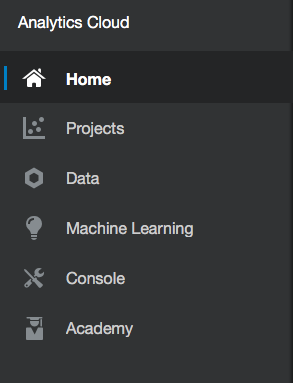 Analytics Cloud
Home
Projects
Data
Machine Learning
Console
Academy